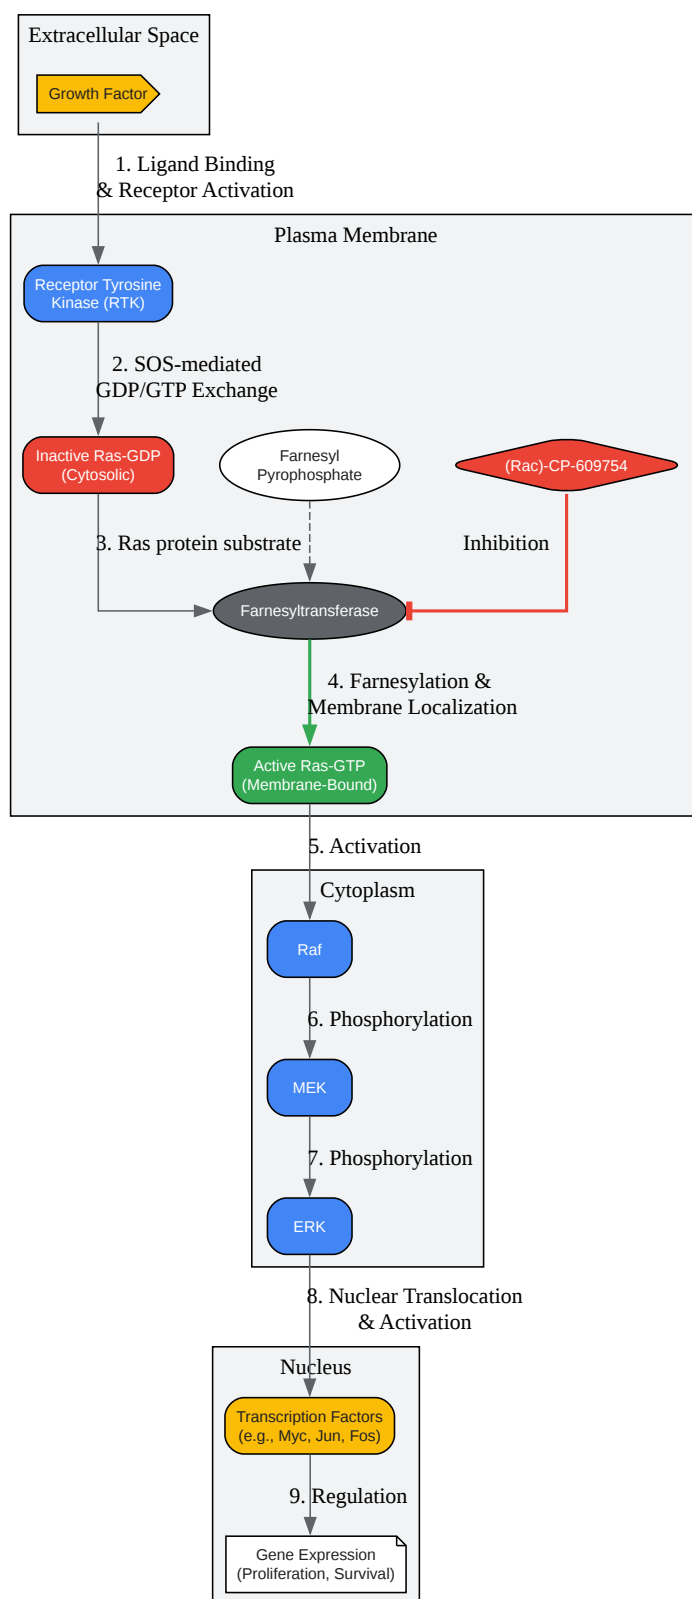 Extracellular Space
Growth Factor
1. Ligand Binding
& Receptor Activation
Plasma Membrane
Receptor Tyrosine
Kinase (RTK)
2. SOS-mediated
GDP/GTP Exchange
Inactive Ras-GDP
(Cytosolic)
Farnesyl
Pyrophosphate
(Rac)-CP-609754
3. Ras protein substrate
Inhibition
Farnesyltransferase
4. Farnesylation &
Membrane Localization
Active Ras-GTP
(Membrane-Bound)
5. Activation
Cytoplasm
Raf
6. Phosphorylation
MEK
7. Phosphorylation
ERK
8. Nuclear Translocation
& Activation
Nucleus
Transcription Factors
(e.g., Myc, Jun, Fos)
9. Regulation
Gene Expression
(Proliferation, Survival)